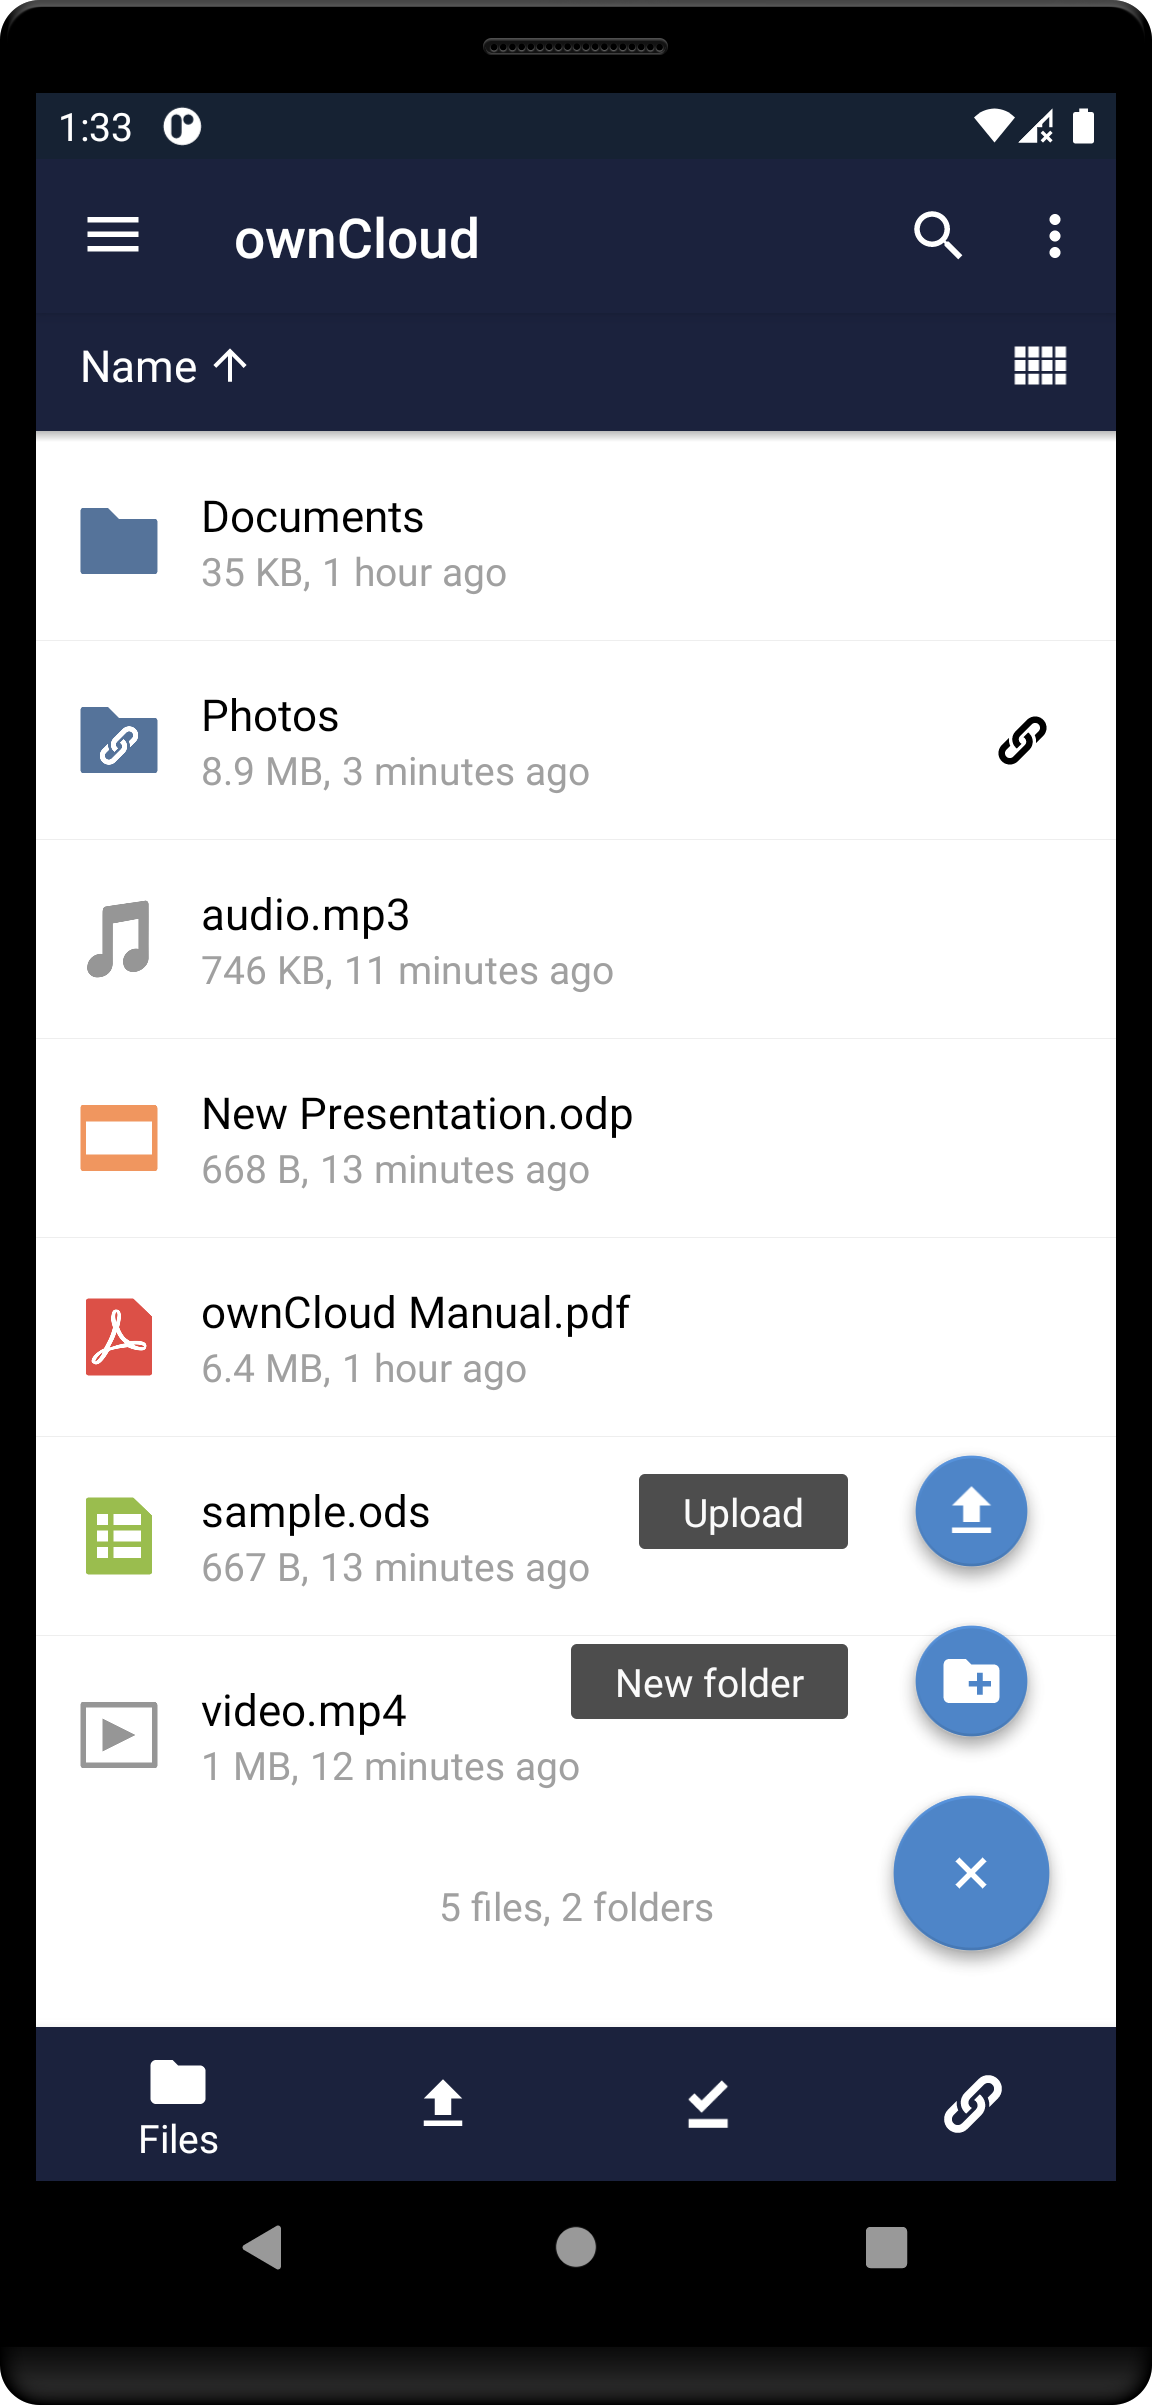 1:33
ownCloud
Name
Documents
35 KB, 1 hour ago
Photos
8.9 MB, 3 minutes ago
audio.mp3
746 KB, 11 minutes ago
New Presentation.odp
668 B, 13 minutes ago
ownCloud Manual.pdf
6.4 MB, 1 hour ago
sample.ods
667 B, 13 minutes ago
Upload
New folder
video.mp4
1 MB, 12 minutes ago
5 files, 2 folders
Files